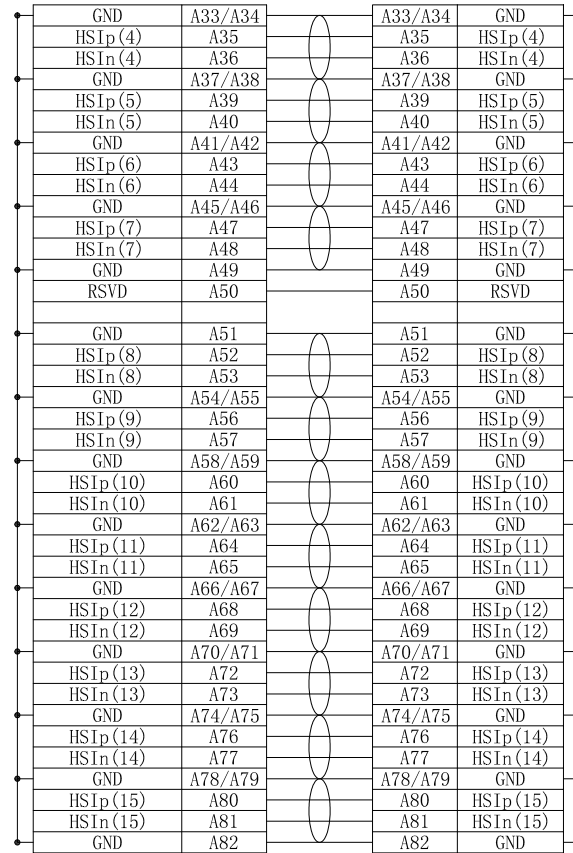 GND A33/A34 A33/A34 GND
HSIp(4) A35 A35 HSIp(4)
HSIn(4) A36 A36 HSIn(4)
GND A37/A38 A37/A38 GND
HSIp(5) A39 A39 HSIp(5)
HSIn(5) A40 A40 HSIn(5)
GND A41/A42 A41/A42 GND
HSIp(6) A43 A43 HSIp(6)
HSIn(6) A44 A44 HSIn(6)
GND A45/A46 A45/A46 GND
HSIp(7) A47 A47 HSIp(7)
HSIn(7) A48 A48 HSIn(7)
GND A49 A49 GND
RSVD A50 A50 RSVD
GND A51 A51 GND
HSIp(8) A52 A52 HSIp(8)
HSIn(8) A53 A53 HSIn(8)
GND A54/A55 A54/A55 GND
HSIp(9) A56 A56 HSIp(9)
HSIn(9) A57 A57 HSIn(9)
GND A58/A59 A58/A59 GND
HSIp(10) A60 A60 HSIp(10)
HSIn(10) A61 A61 HSIn(10)
GND A62/A63 A62/A63 GND
HSIp(11) A64 A64 HSIp(11)
HSIn(11) A65 A65 HSIn(11)
GND A66/A67 A66/A67 GND
HSIp(12) A68 A68 HSIp(12)
HSIn(12) A69 A69 HSIn(12)
GND A70/A71 A70/A71 GND
HSIp(13) A72 A72 HSIp(13)
HSIn(13) A73 A73 HSIn(13)
GND A74/A75 A74/A75 GND
HSIp(14) A76 A76 HSIp(14)
HSIn(14) A77 A77 HSIn(14)
GND A78/A79 A78/A79 GND
HSIp(15) A80 A80 HSIp(15)
HSIn(15) A81 A81 HSIn(15)
GND A82 A82 GND